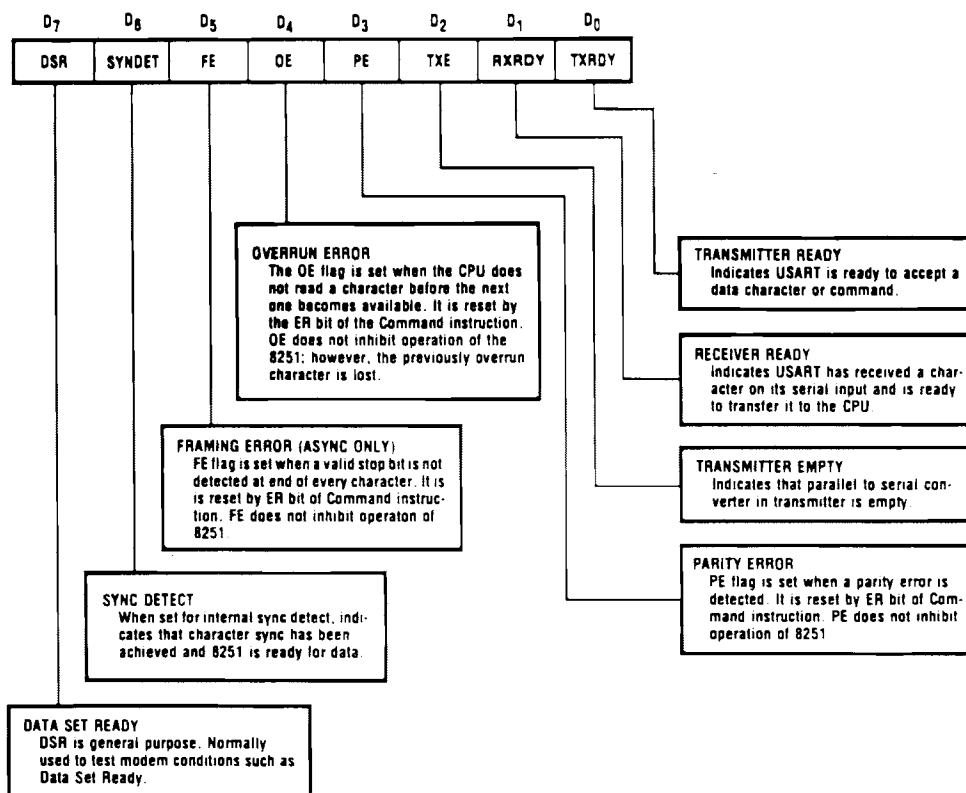 D7 D6 D5 D4 D3 D2 D1 D0
DSR SYNDET FE OE PE TXE RXRDY TXRDY
OVERRUN ERROR
The OE flag is set when the CPU does
not read a character before the next
one becomes available. It is reset by
the ER bit of the Command instruction.
OE does not inhibit operation of the
8251; however, the previously overrun
character is lost.
TRANSMITTER READY
Indicates USART is ready to accept a
data character or command.
RECEIVER READY
Indicates USART has received a char-
acter on its serial input and is ready
to transfer it to the CPU.
FRAMING ERROR (ASYNC ONLY)
FE flag is set when a valid stop bit is not
detected at end of every character. It is
is reset by ER bit of Command instruc-
tion. FE does not inhibit operaton of
8251.
TRANSMITTER EMPTY
Indicates that parallel to serial con-
verter in transmitter is empty.
PARITY ERROR
PE flag is set when a parity error is
detected. It is reset by ER bit of Com-
mand instruction. PE does not inhibit
operation of 8251
SYNC DETECT
When set for internal sync detect, indi-
cates that character sync has been
achieved and 8251 is ready for data.
DATA SET READY
DSR is general purpose. Normally
used to test modem conditions such as
Data Set Ready.